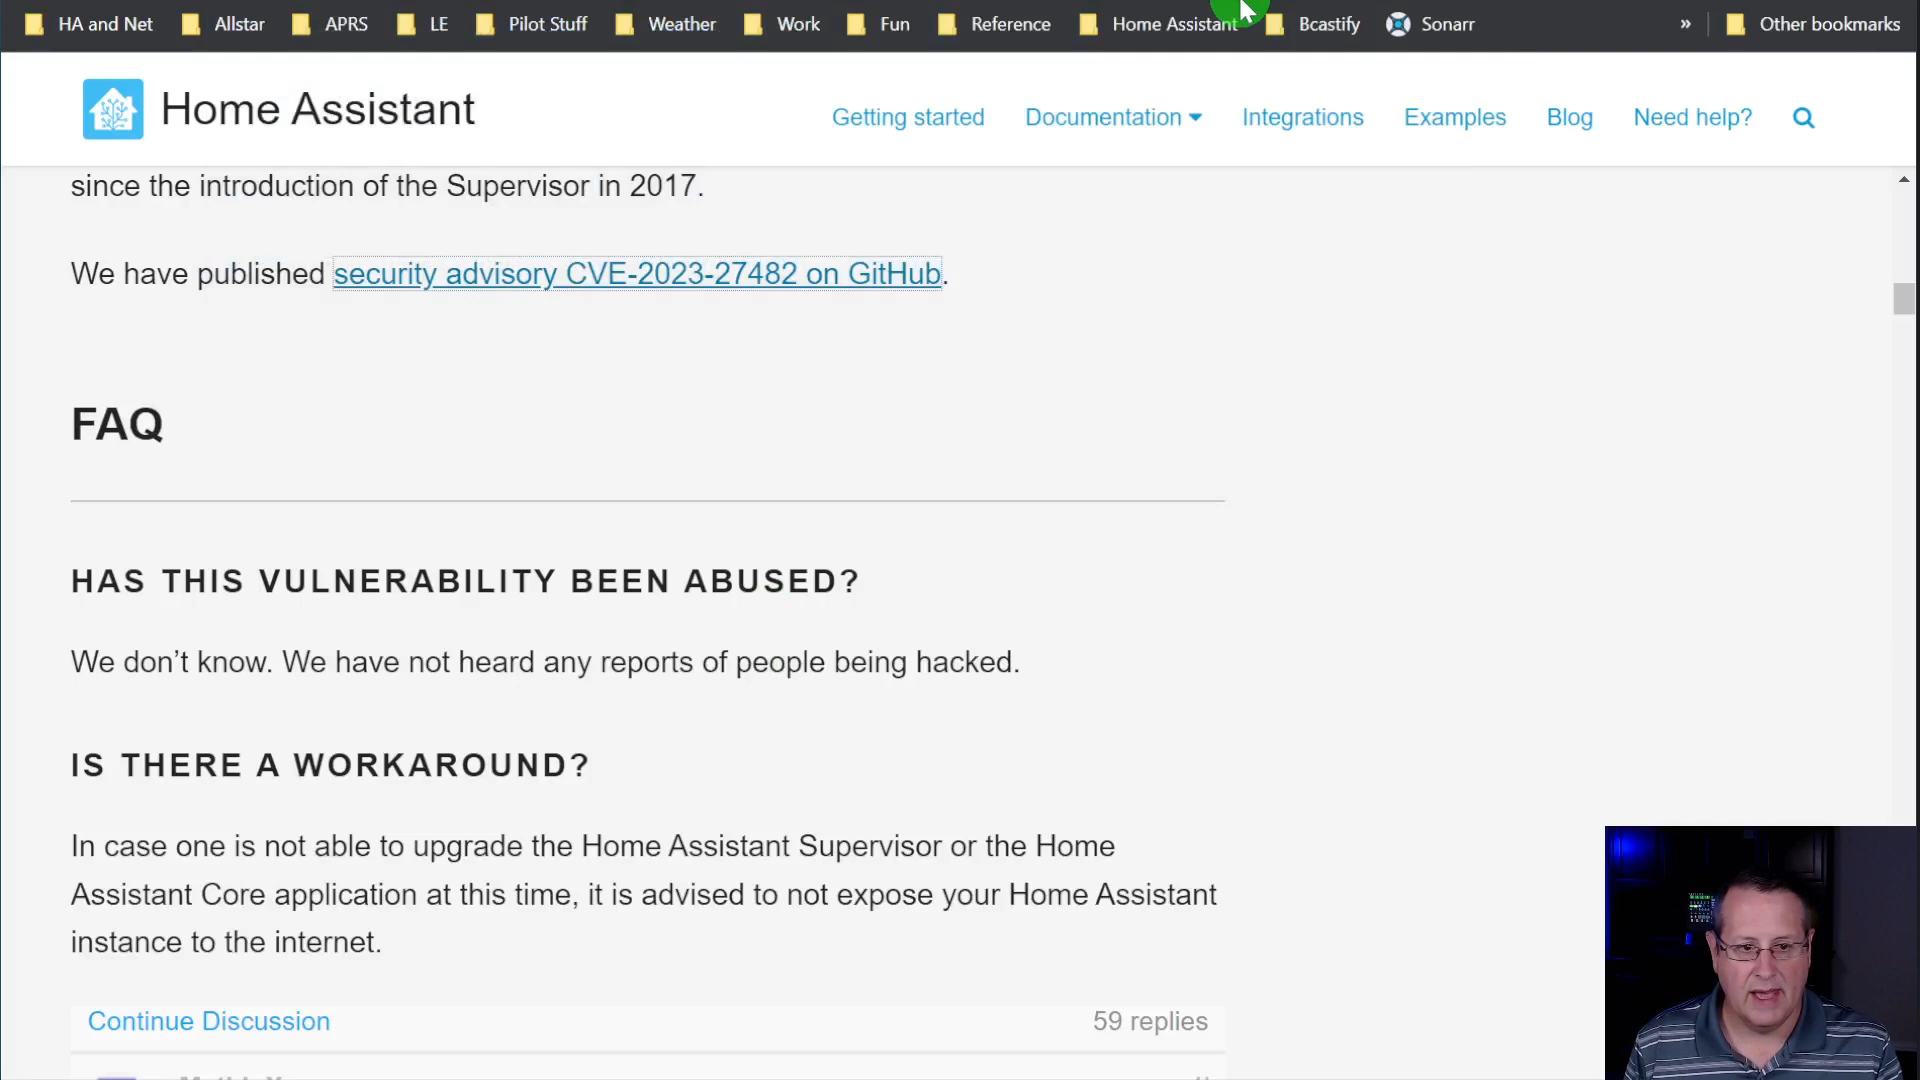 HA and Net Allstar APRS LE Pilot Stuff Weather Work Fun Reference Home Assistant Bcastify Sonarr » Other bookmarks
Home Assistant Getting started Documentation Integrations Examples Blog Need help?
since the introduction of the Supervisor in 2017.
We have published security advisory CVE-2023-27482 on GitHub.
FAQ
HAS THIS VULNERABILITY BEEN ABUSED?
We don’t know. We have not heard any reports of people being hacked.
IS THERE A WORKAROUND?
In case one is not able to upgrade the Home Assistant Supervisor or the Home
Assistant Core application at this time, it is advised to not expose your Home Assistant
instance to the internet.
Continue Discussion 59 replies